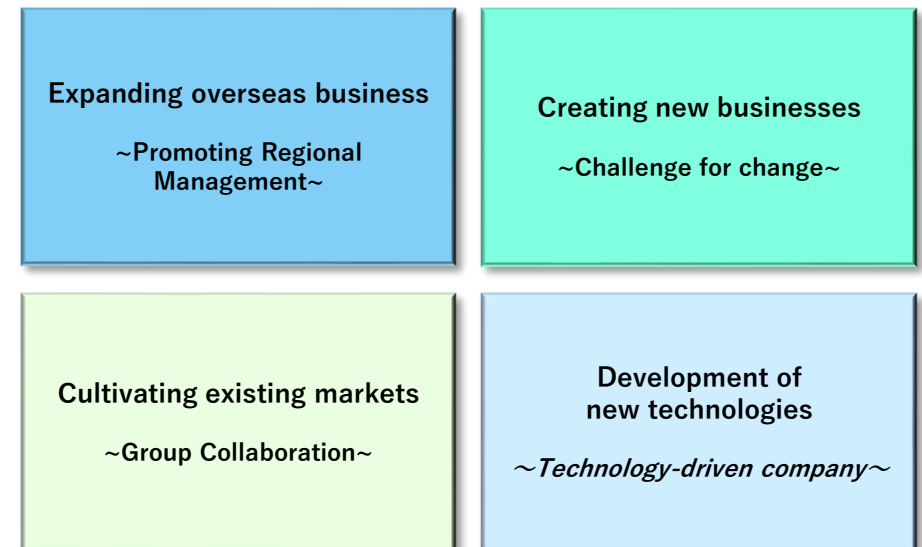 Expanding overseas business
~Promoting Regional
Management~
Creating new businesses
~Challenge for change~
Cultivating existing markets
~Group Collaboration~
Development of
new technologies
～Technology-driven company～